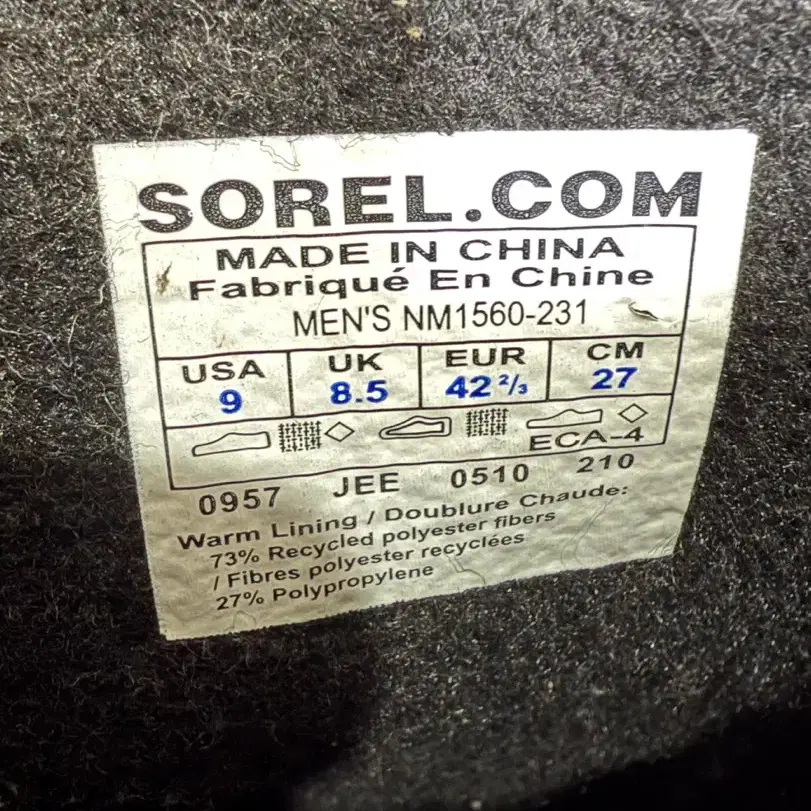 SOREL.COM
MADE IN CHINA
Fabriqué En Chine
MEN'S NM1560-231
USA UK EUR CM
9 8.5 42 2/3 27
ECA-4
0957 JEE 0510 210
Warm Lining / Doublure Chaude:
73% Recycled polyester fibers
/ Fibres polyester recyclées
27% Polypropylene